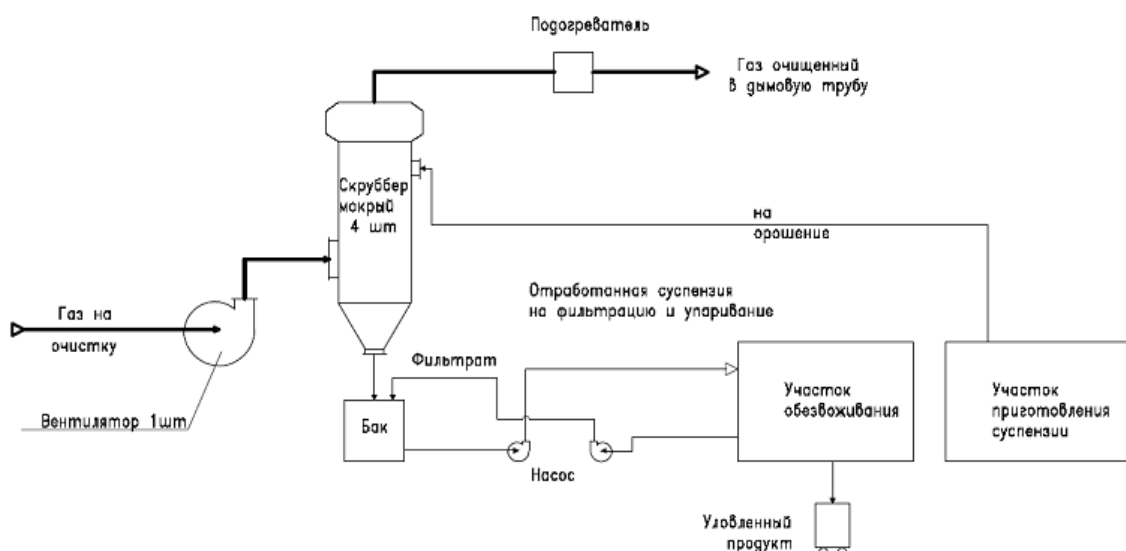 Подогреватель
Газ очищенный
в дымовую трубу
Скруббер
мокрый
4 шт
на
орошение
Отработанная суспензия
на фильтрацию и упаривание
Газ на
очистку
Фильтрат
Вентилятор 1шт
Бак
Участок
обезвоживания
Участок
приготовления
суспензии
Насос
Уловленный
продукт